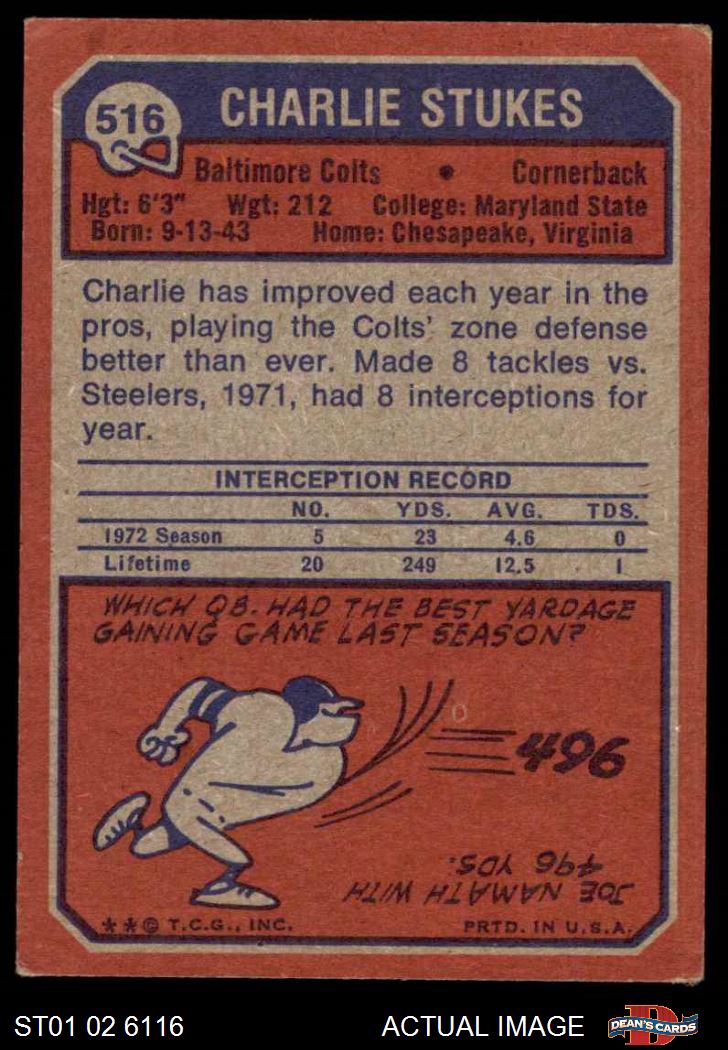 516
CHARLIE STUKES
Baltimore Colts • Cornerback
Hgt: 6'3" Wgt: 212 College: Maryland State
Born: 9-13-43 Home: Chesapeake, Virginia
Charlie has improved each year in the
pros, playing the Colts' zone defense
better than ever. Made 8 tackles vs.
Steelers, 1971, had 8 interceptions for
year.
INTERCEPTION RECORD
NO. YDS. AVG. TDS.
1972 Season 5 23 4.6 0
Lifetime 20 249 12.5 1
WHICH QB. HAD THE BEST YARDAGE
GAINING GAME LAST SEASON?
496
JOE NAMATH WITH
496 YDS.
**© T.C.G., INC. PRTD. IN U.S.A.
ST01 02 6116 ACTUAL IMAGE D DEAN'S CARDS